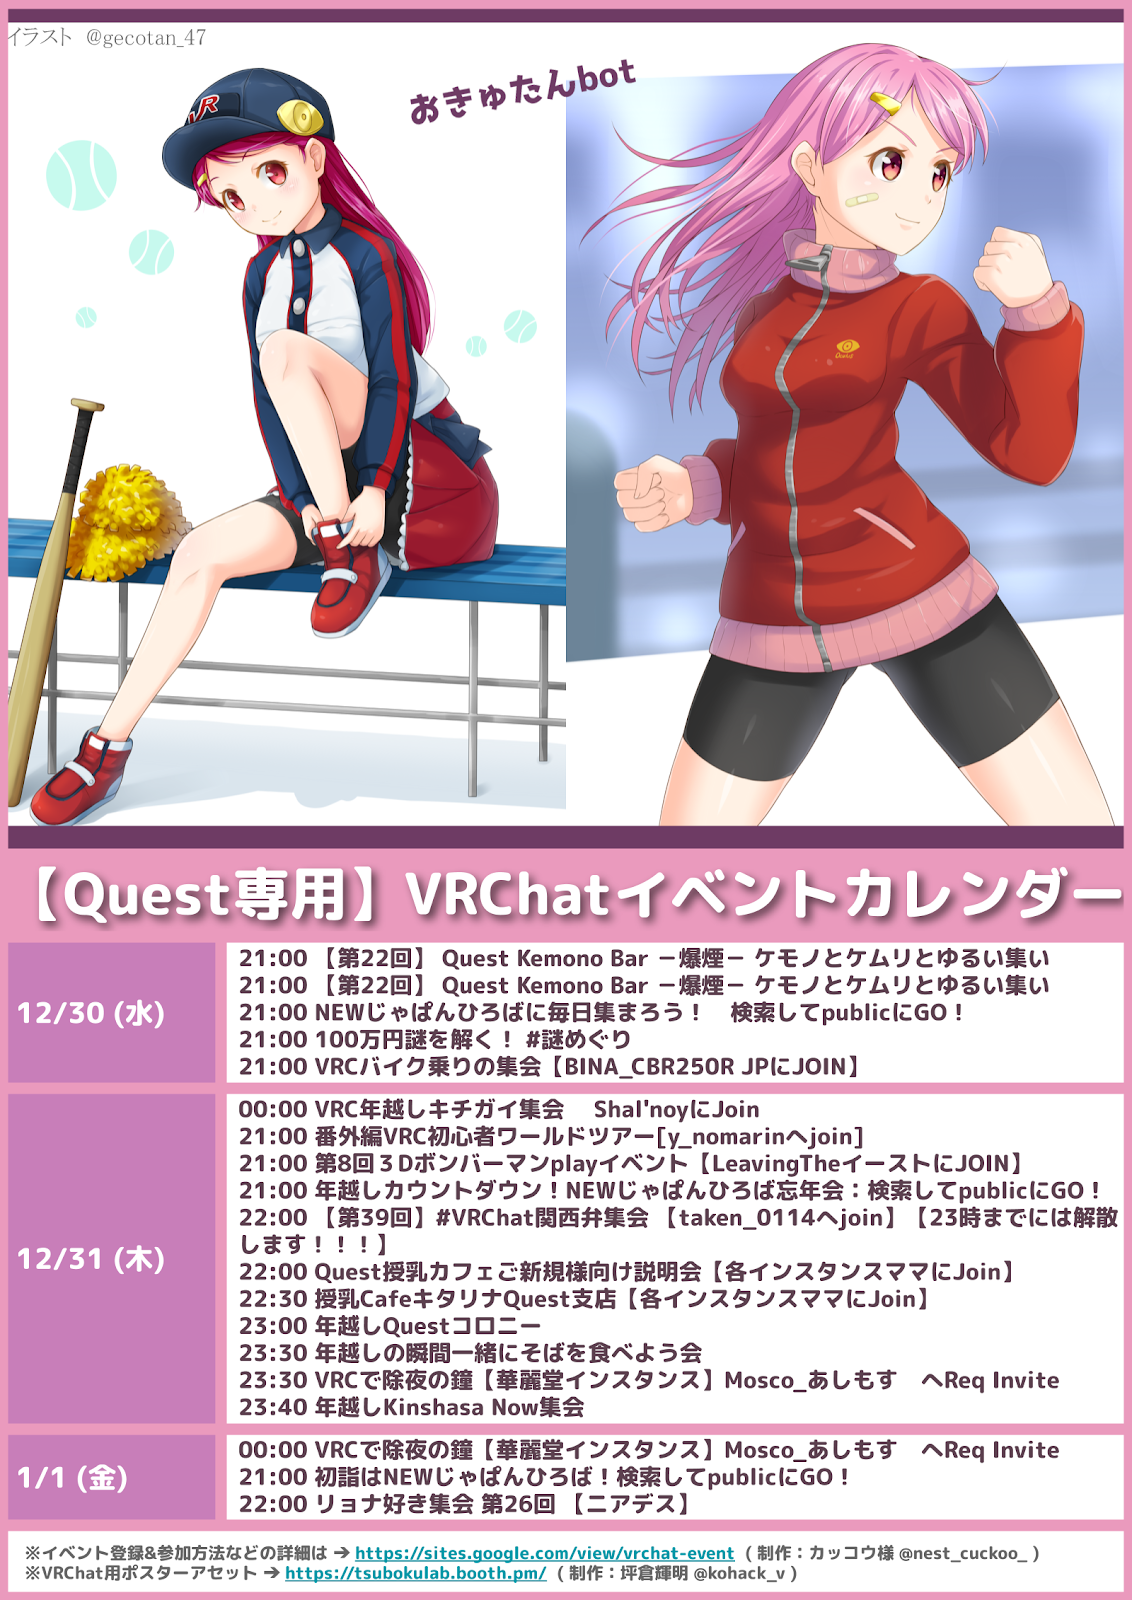 イラスト @gecotan_47
おきゅたんbot
VR
Quest
【Quest専用】VRChatイベントカレンダー
12/30 (水)
21:00 【第22回】 Quest Kemono Bar －爆煙－ ケモノとケムリとゆるい集い
21:00 【第22回】 Quest Kemono Bar －爆煙－ ケモノとケムリとゆるい集い
21:00 NEWじゃぱんひろばに毎日集まろう！　検索してpublicにGO！
21:00 100万円謎を解く！ #謎めぐり
21:00 VRCバイク乗りの集会【BINA_CBR250R JPにJOIN】
12/31 (木)
00:00 VRC年越しキチガイ集会　Shal'noyにJoin
21:00 番外編VRC初心者ワールドツアー[y_nomarinへjoin]
21:00 第8回３Dボンバーマンplayイベント【LeavingTheイーストにJOIN】
21:00 年越しカウントダウン！NEWじゃぱんひろば忘年会：検索してpublicにGO！
22:00 【第39回】#VRChat関西弁集会 【taken_0114へjoin】【23時までには解散
します！！！】
22:00 Quest授乳カフェご新規様向け説明会【各インスタンスママにJoin】
22:30 授乳CafeキタリナQuest支店【各インスタンスママにJoin】
23:00 年越しQuestコロニー
23:30 年越しの瞬間一緒にそばを食べよう会
23:30 VRCで除夜の鐘【華麗堂インスタンス】Mosco_あしもす　へReq Invite
23:40 年越しKinshasa Now集会
1/1 (金)
00:00 VRCで除夜の鐘【華麗堂インスタンス】Mosco_あしもす　へReq Invite
21:00 初詣はNEWじゃぱんひろば！検索してpublicにGO！
22:00 リョナ好き集会 第26回 【ニアデス】
※イベント登録&参加方法などの詳細は ➔ https://sites.google.com/view/vrchat-event （制作：カッコウ様 @nest_cuckoo_ ）
※VRChat用ポスターアセット ➔ https://tsubokulab.booth.pm/ （制作：坪倉輝明 @kohack_v ）